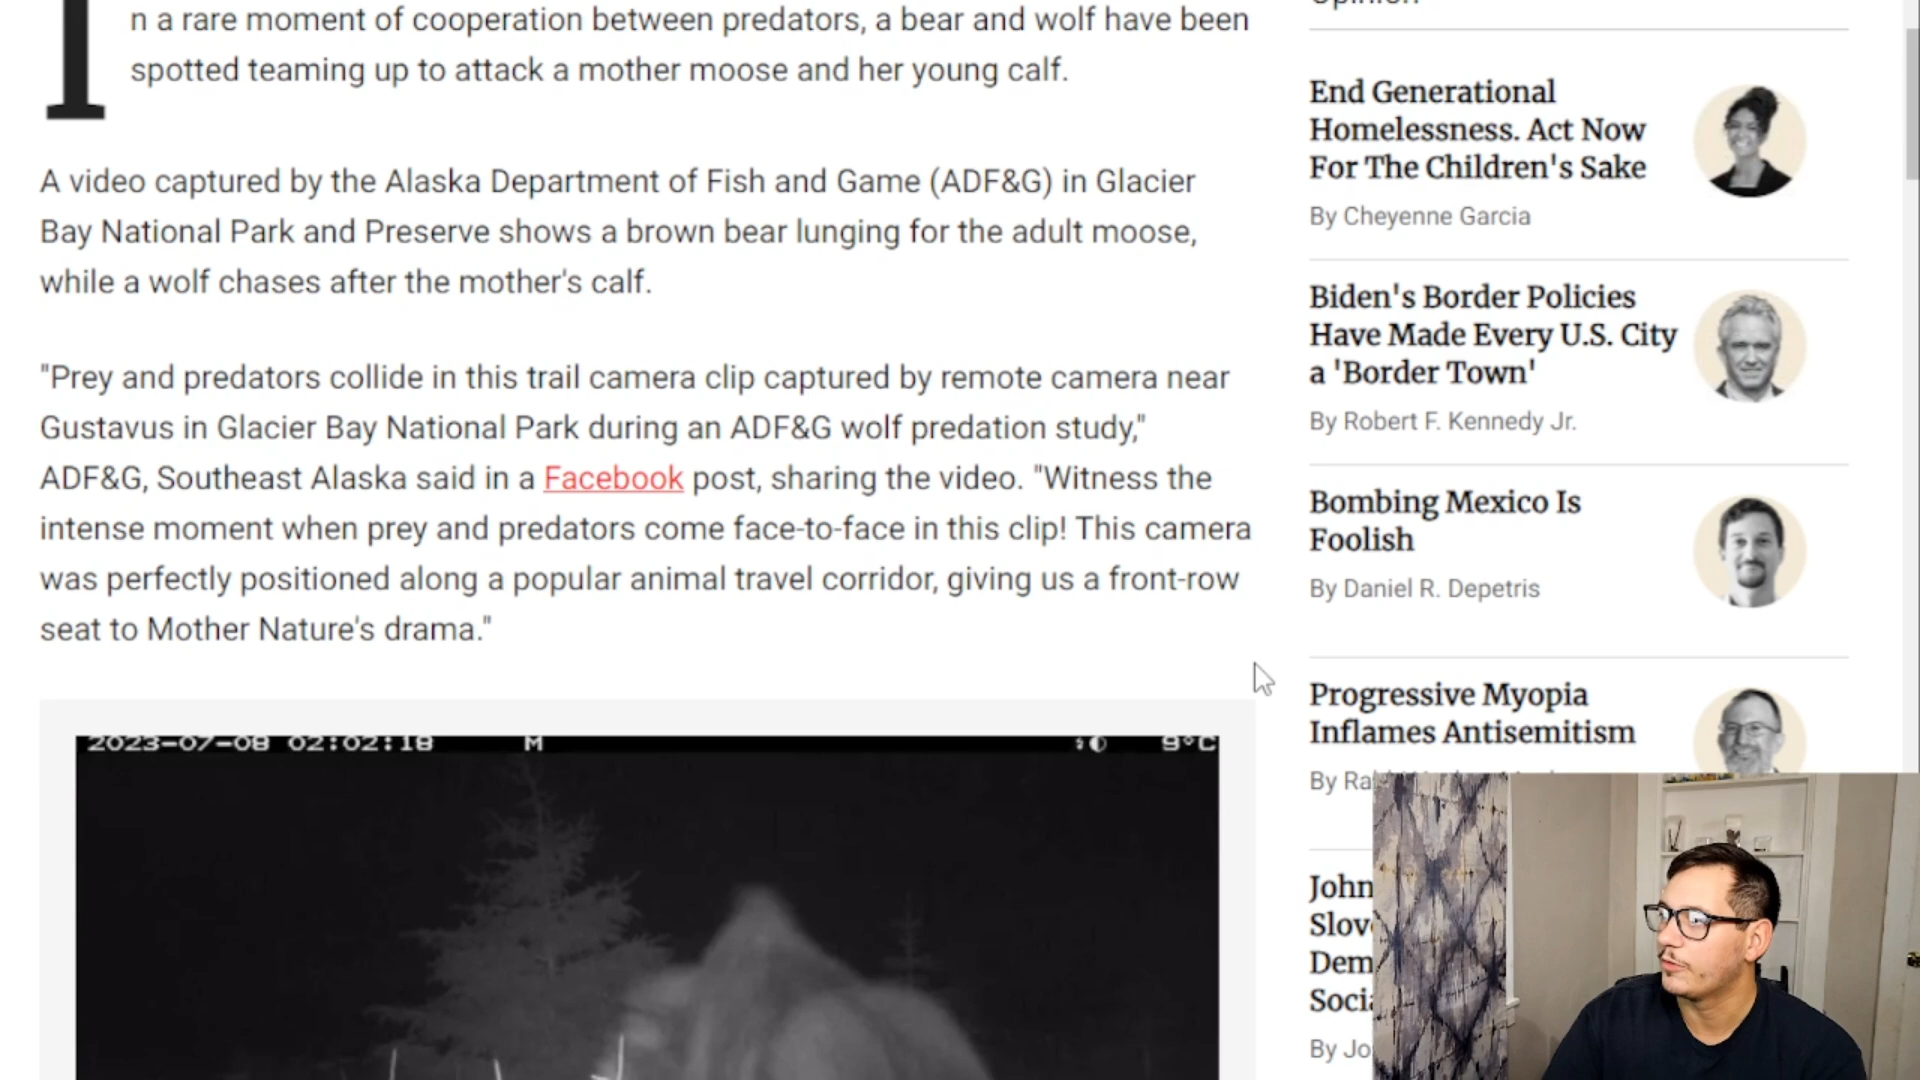 I
n a rare moment of cooperation between predators, a bear and wolf have been
spotted teaming up to attack a mother moose and her young calf.
A video captured by the Alaska Department of Fish and Game (ADF&G) in Glacier
Bay National Park and Preserve shows a brown bear lunging for the adult moose,
while a wolf chases after the mother's calf.
"Prey and predators collide in this trail camera clip captured by remote camera near
Gustavus in Glacier Bay National Park during an ADF&G wolf predation study,"
ADF&G, Southeast Alaska said in a Facebook post, sharing the video. "Witness the
intense moment when prey and predators come face-to-face in this clip! This camera
was perfectly positioned along a popular animal travel corridor, giving us a front-row
seat to Mother Nature's drama."
2023-07-08 02:02:18 M 9°C
Opinion
End Generational
Homelessness. Act Now
For The Children's Sake
By Cheyenne Garcia
Biden's Border Policies
Have Made Every U.S. City
a 'Border Town'
By Robert F. Kennedy Jr.
Bombing Mexico Is
Foolish
By Daniel R. Depetris
Progressive Myopia
Inflames Antisemitism
By Ra
John
Slov
Dem
Socia
By Jo